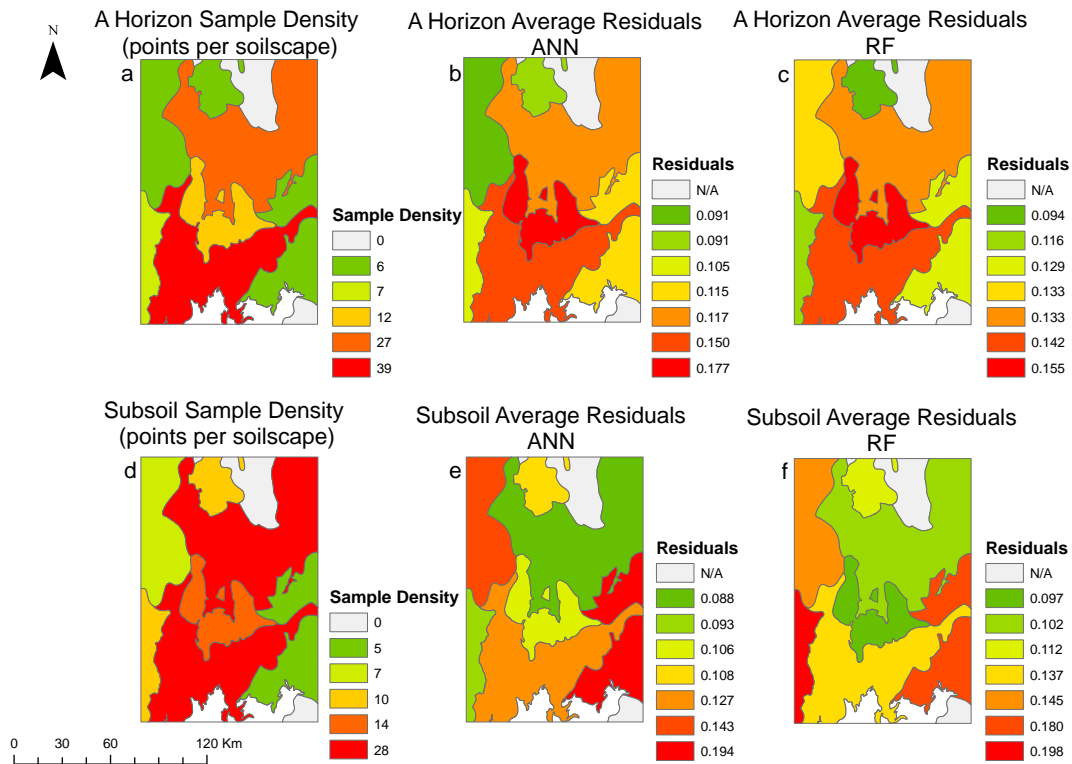 A Horizon Sample Density
(points per soilscape)
A Horizon Average Residuals
ANN
A Horizon Average Residuals
RF
N
a
b
c
Sample Density
0
6
7
12
27
39
Residuals
N/A
0.091
0.091
0.105
0.115
0.117
0.150
0.177
Residuals
N/A
0.094
0.116
0.129
0.133
0.133
0.142
0.155
Subsoil Sample Density
(points per soilscape)
Subsoil Average Residuals
ANN
Subsoil Average Residuals
RF
d
e
f
Sample Density
0
5
7
10
14
28
Residuals
N/A
0.088
0.093
0.106
0.108
0.127
0.143
0.194
Residuals
N/A
0.097
0.102
0.112
0.137
0.145
0.180
0.198
0 30 60 120 Km